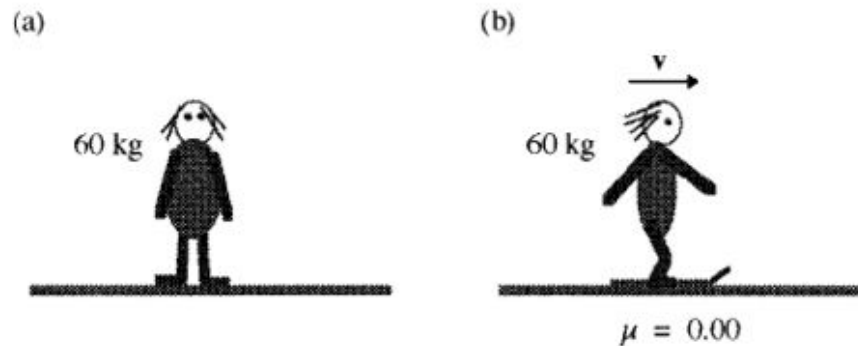 (a)
(b)
v
60 kg
60 kg
μ = 0.00